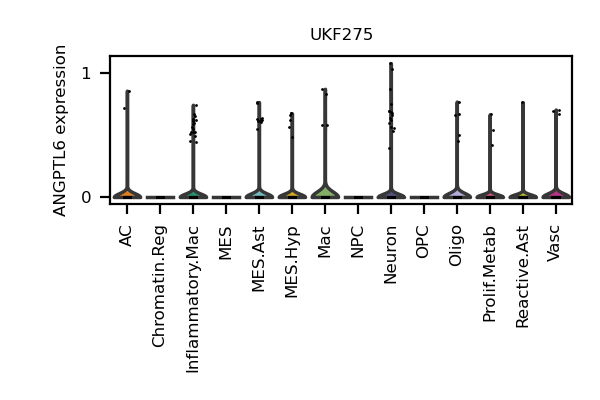 UKF275
ANGPTL6 expression
1
0
AC
Chromatin.Reg
Inflammatory.Mac
MES
MES.Ast
MES.Hyp
Mac
NPC
Neuron
OPC
Oligo
Prolif.Metab
Reactive.Ast
Vasc